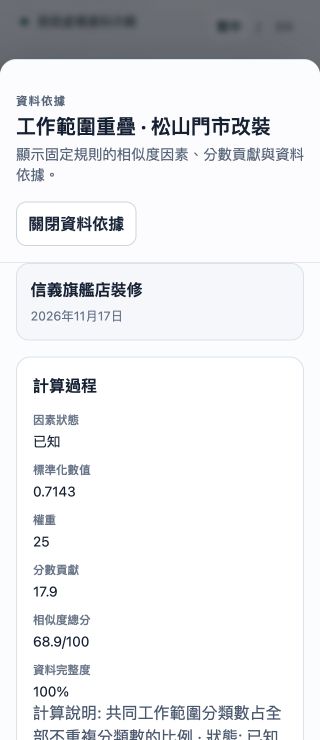 資料依據
工作範圍重疊 · 松山門市改裝
顯示固定規則的相似度因素、分數貢獻與資料
依據。
關閉資料依據
信義旗艦店裝修
2026年11月17日
計算過程
因素狀態
已知
標準化數值
0.7143
權重
25
分數貢獻
17.9
相似度總分
68.9/100
資料完整度
100%
計算說明: 共同工作範圍分類數占全
部不重複分類數的比例 · 狀態: 已知